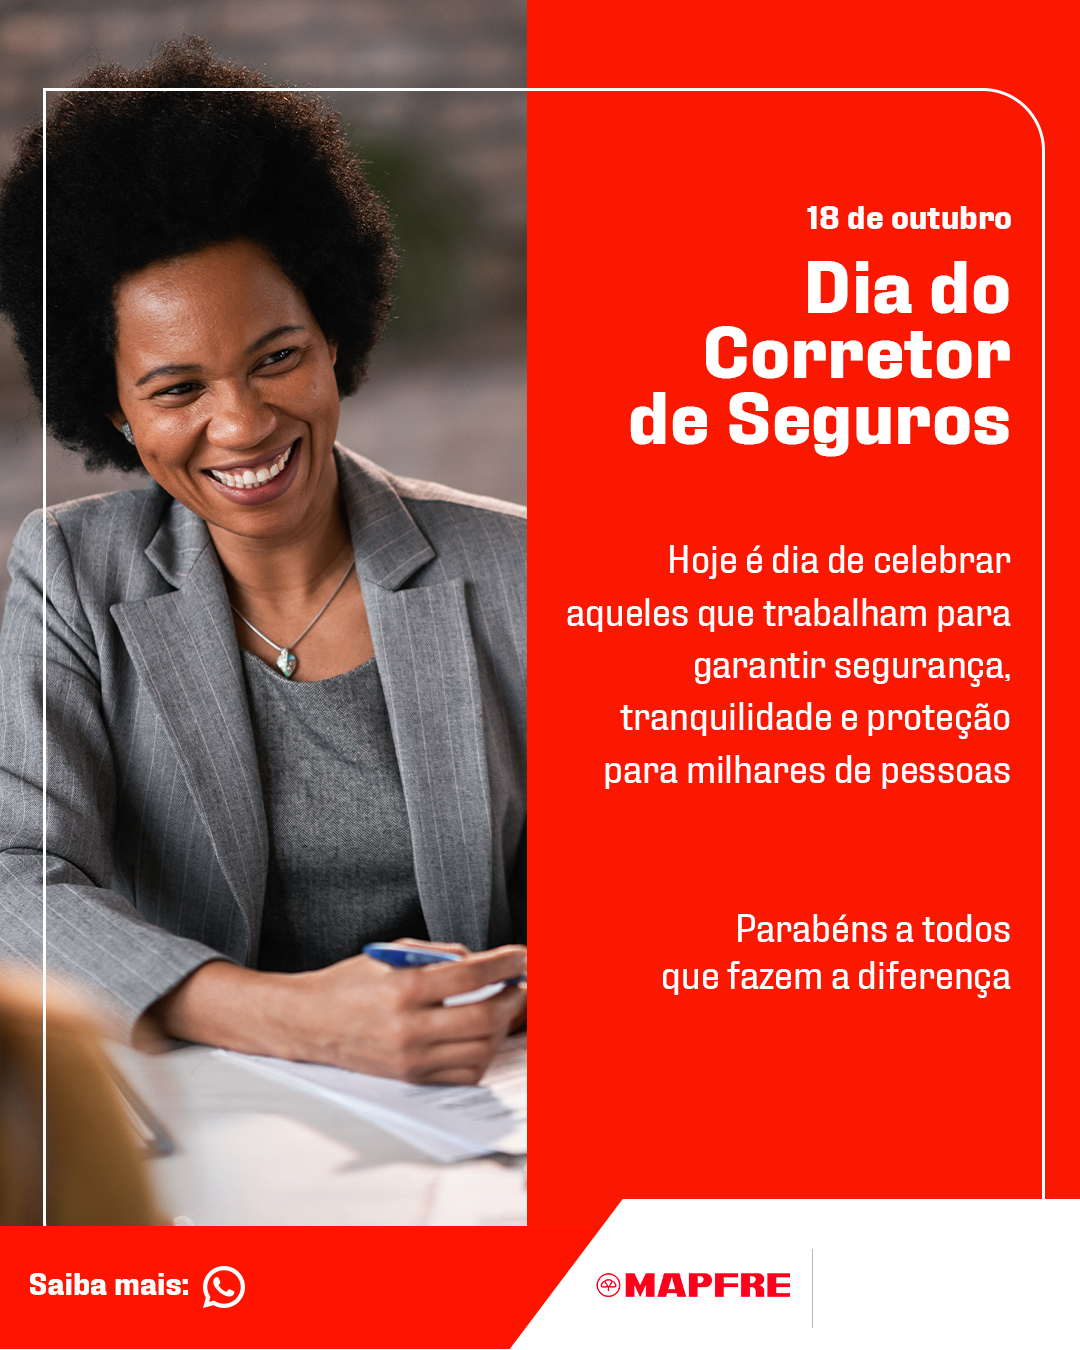 18 de outubro
Dia do
Corretor
de Seguros
Hoje é dia de celebrar
aqueles que trabalham para
garantir segurança,
tranquilidade e proteção
para milhares de pessoas
Parabéns a todos
que fazem a diferença
Saiba mais:
MAPFRE